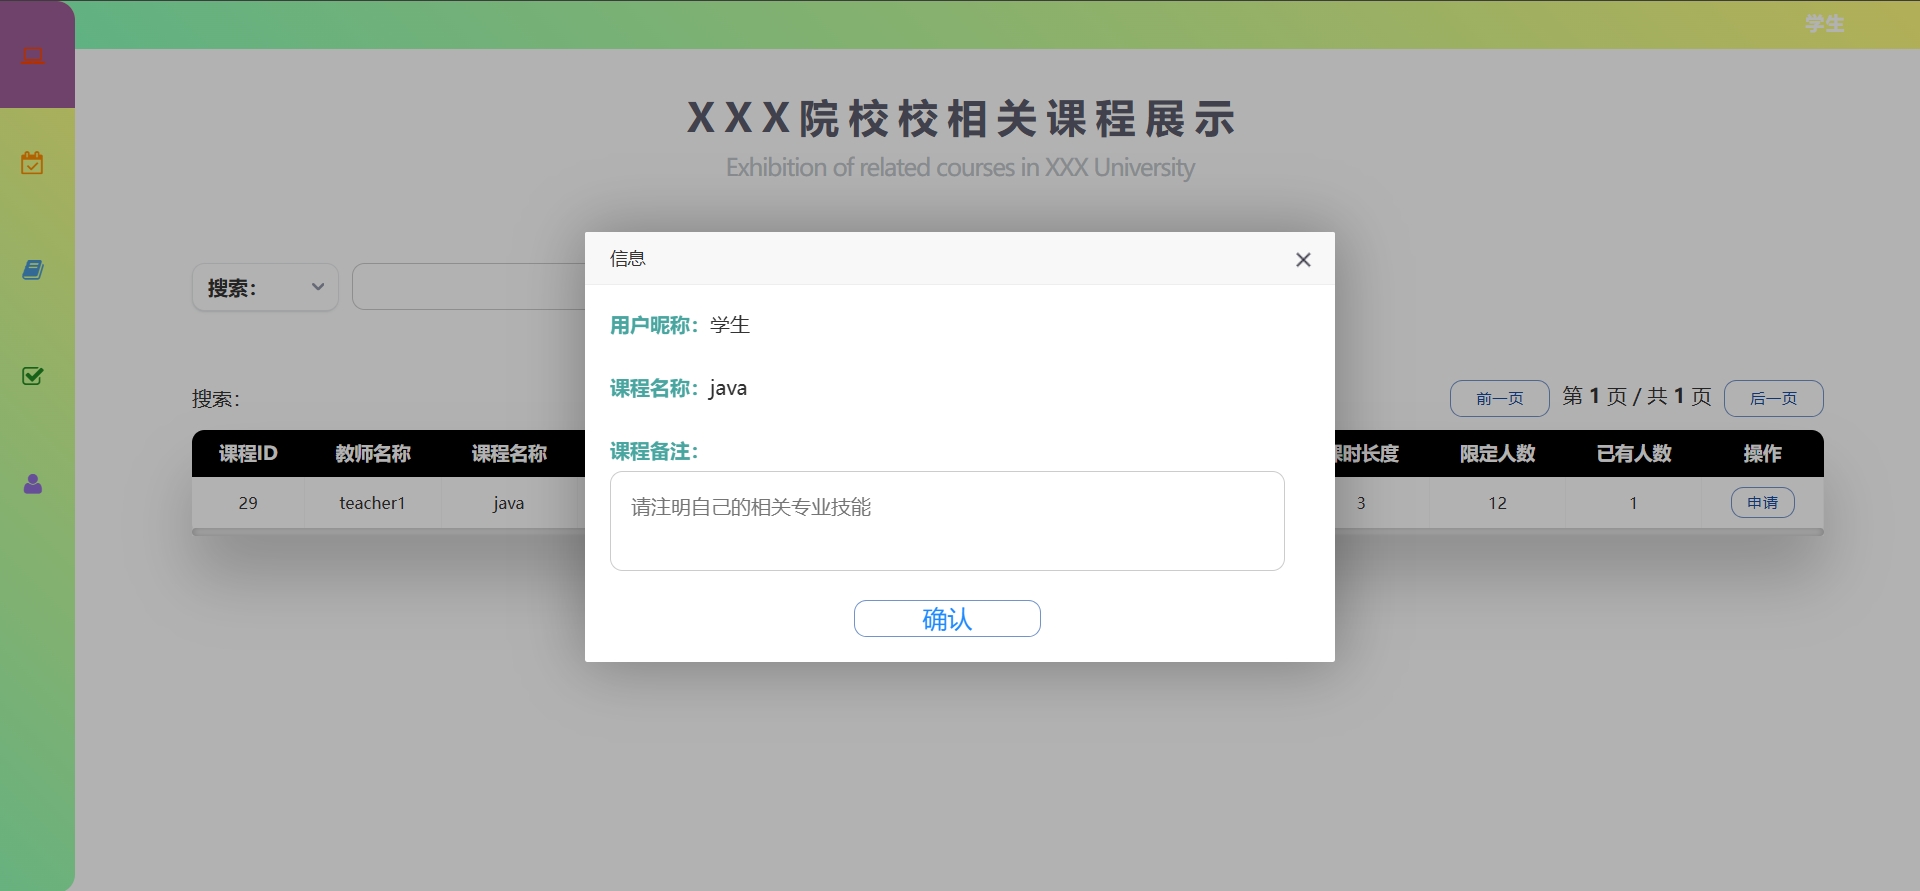 学生
XXX院校校相关课程展示
Exhibition of related courses in XXX University
信息
用户昵称：学生
课程名称：java
课程备注：
请注明自己的相关专业技能
确认
搜索：
搜索：
前一页 第 1 页 / 共 1 页 后一页
课程ID 教师名称 课程名称 课时长度 限定人数 已有人数 操作
29 teacher1 java 3 12 1 申请